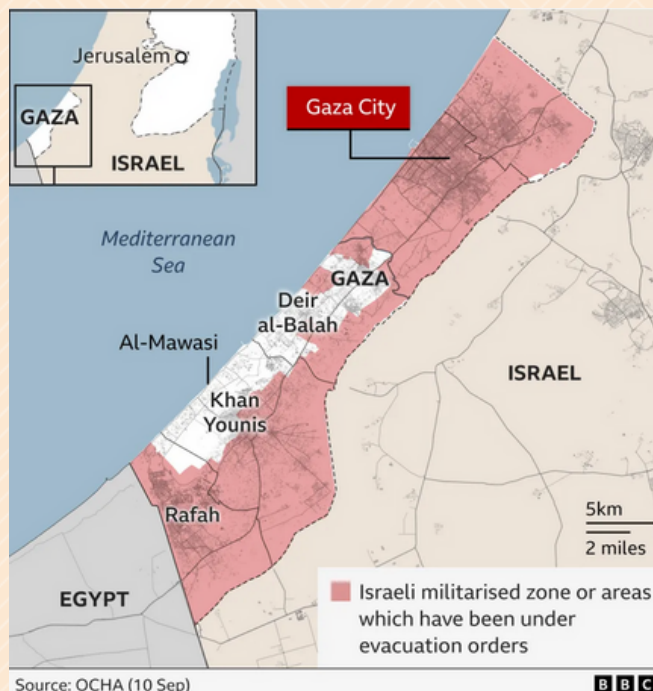 Jerusalem
GAZA
ISRAEL
Gaza City
Mediterranean
Sea
GAZA
Deir
al-Balah
Al-Mawasi
ISRAEL
Khan
Younis
Rafah
5km
2 miles
EGYPT
Israeli militarised zone or areas
which have been under
evacuation orders
Source: OCHA (10 Sep)
BBC